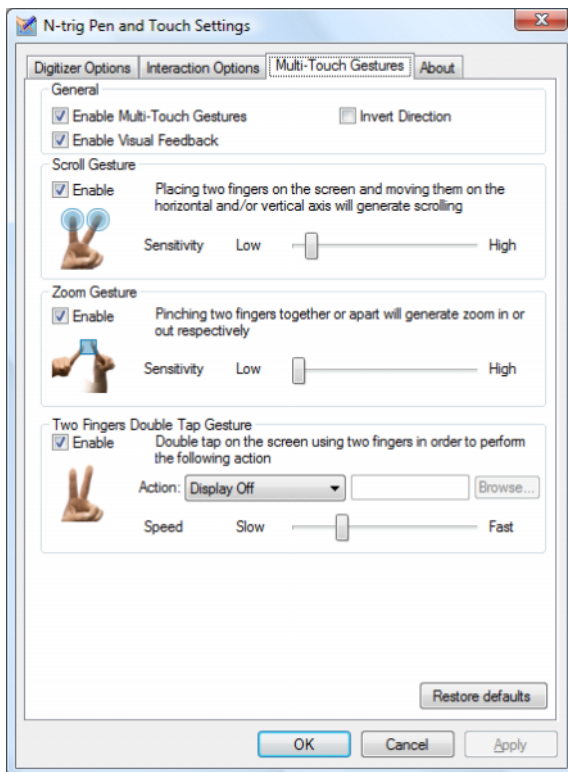 N-trig Pen and Touch Settings
Digitizer Options Interaction Options Multi-Touch Gestures About
General
Enable Multi-Touch Gestures Invert Direction
Enable Visual Feedback
Scroll Gesture
Enable Placing two fingers on the screen and moving them on the
horizontal and/or vertical axis will generate scrolling
Sensitivity Low High
Zoom Gesture
Enable Pinching two fingers together or apart will generate zoom in or
out respectively
Sensitivity Low High
Two Fingers Double Tap Gesture
Enable Double tap on the screen using two fingers in order to perform
the following action
Action: Display Off Browse...
Speed Slow Fast
Restore defaults
OK Cancel Apply